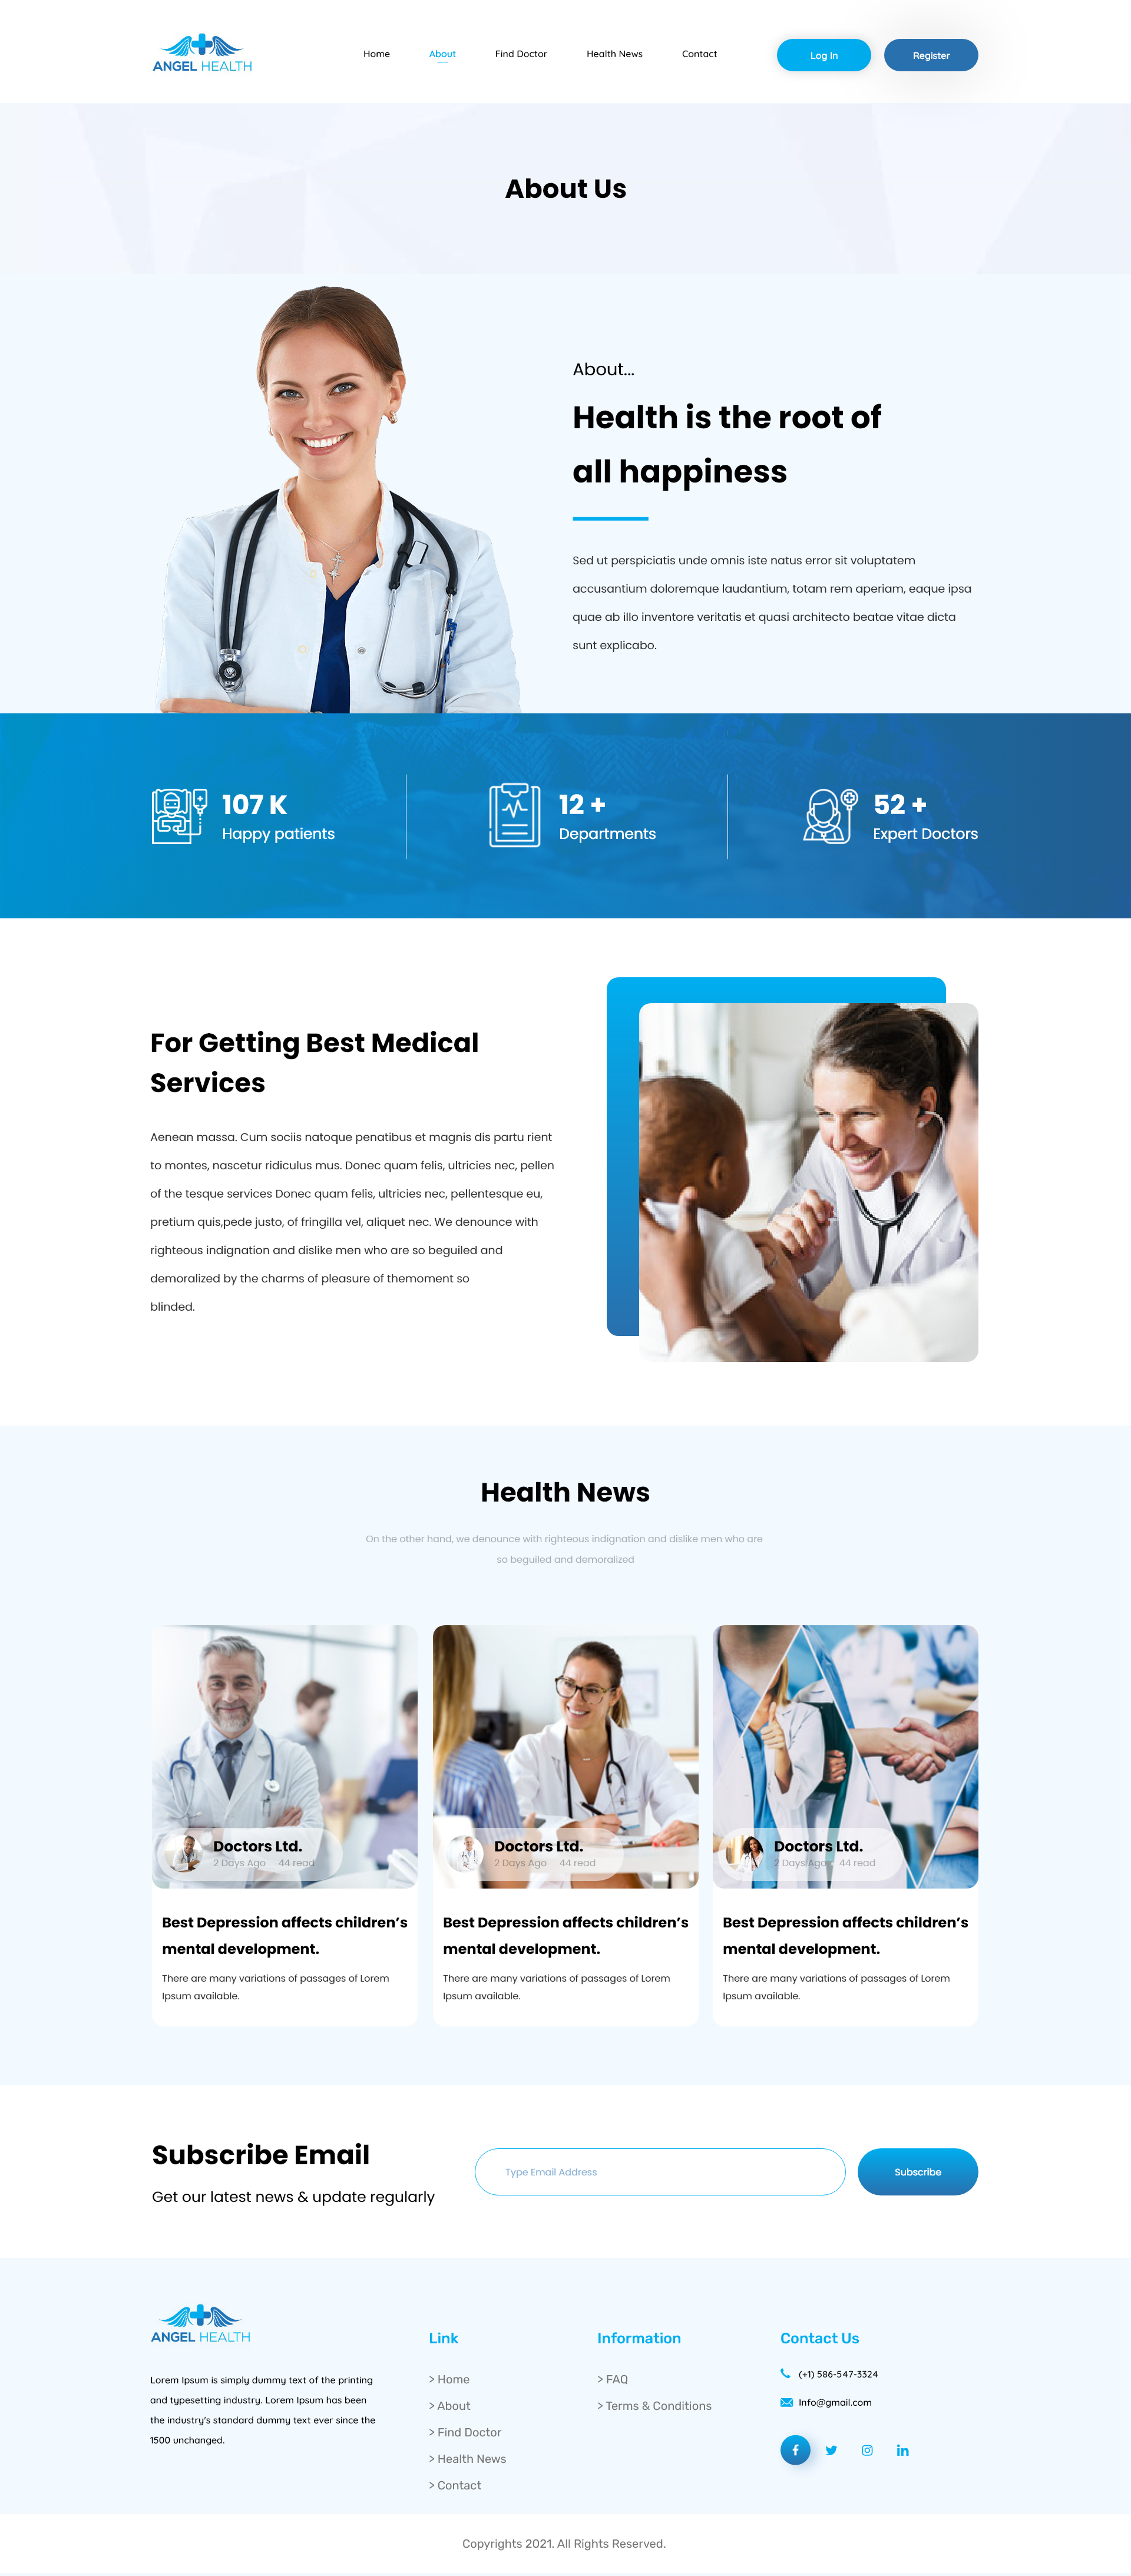 ANGEL HEALTH
Home
About
Find Doctor
Health News
Contact
Log In
Register
About Us
About...
Health is the root of
all happiness
Sed ut perspiciatis unde omnis iste natus error sit voluptatem
accusantium doloremque laudantium, totam rem aperiam, eaque ipsa
quae ab illo inventore veritatis et quasi architecto beatae vitae dicta
sunt explicabo.
107 K
Happy patients
12 +
Departments
52 +
Expert Doctors
For Getting Best Medical
Services
Aenean massa. Cum sociis natoque penatibus et magnis dis partu rient
to montes, nascetur ridiculus mus. Donec quam felis, ultricies nec, pellen
of the tesque services Donec quam felis, ultricies nec, pellentesque eu,
pretium quis,pede justo, of fringilla vel, aliquet nec. We denounce with
righteous indignation and dislike men who are so beguiled and
demoralized by the charms of pleasure of themoment so
blinded.
Health News
On the other hand, we denounce with righteous indignation and dislike men who are
so beguiled and demoralized
Doctors Ltd.
2 Days Ago 44 read
Best Depression affects children’s
mental development.
There are many variations of passages of Lorem
Ipsum available.
Doctors Ltd.
2 Days Ago 44 read
Best Depression affects children’s
mental development.
There are many variations of passages of Lorem
Ipsum available.
Doctors Ltd.
2 Days Ago 44 read
Best Depression affects children’s
mental development.
There are many variations of passages of Lorem
Ipsum available.
Subscribe Email
Get our latest news & update regularly
Type Email Address
Subscribe
ANGEL HEALTH
Lorem Ipsum is simply dummy text of the printing
and typesetting industry. Lorem Ipsum has been
the industry's standard dummy text ever since the
1500 unchanged.
Link
> Home
> About
> Find Doctor
> Health News
> Contact
Information
> FAQ
> Terms & Conditions
Contact Us
(+1) 586-547-3324
Info@gmail.com
Copyrights 2021. All Rights Reserved.